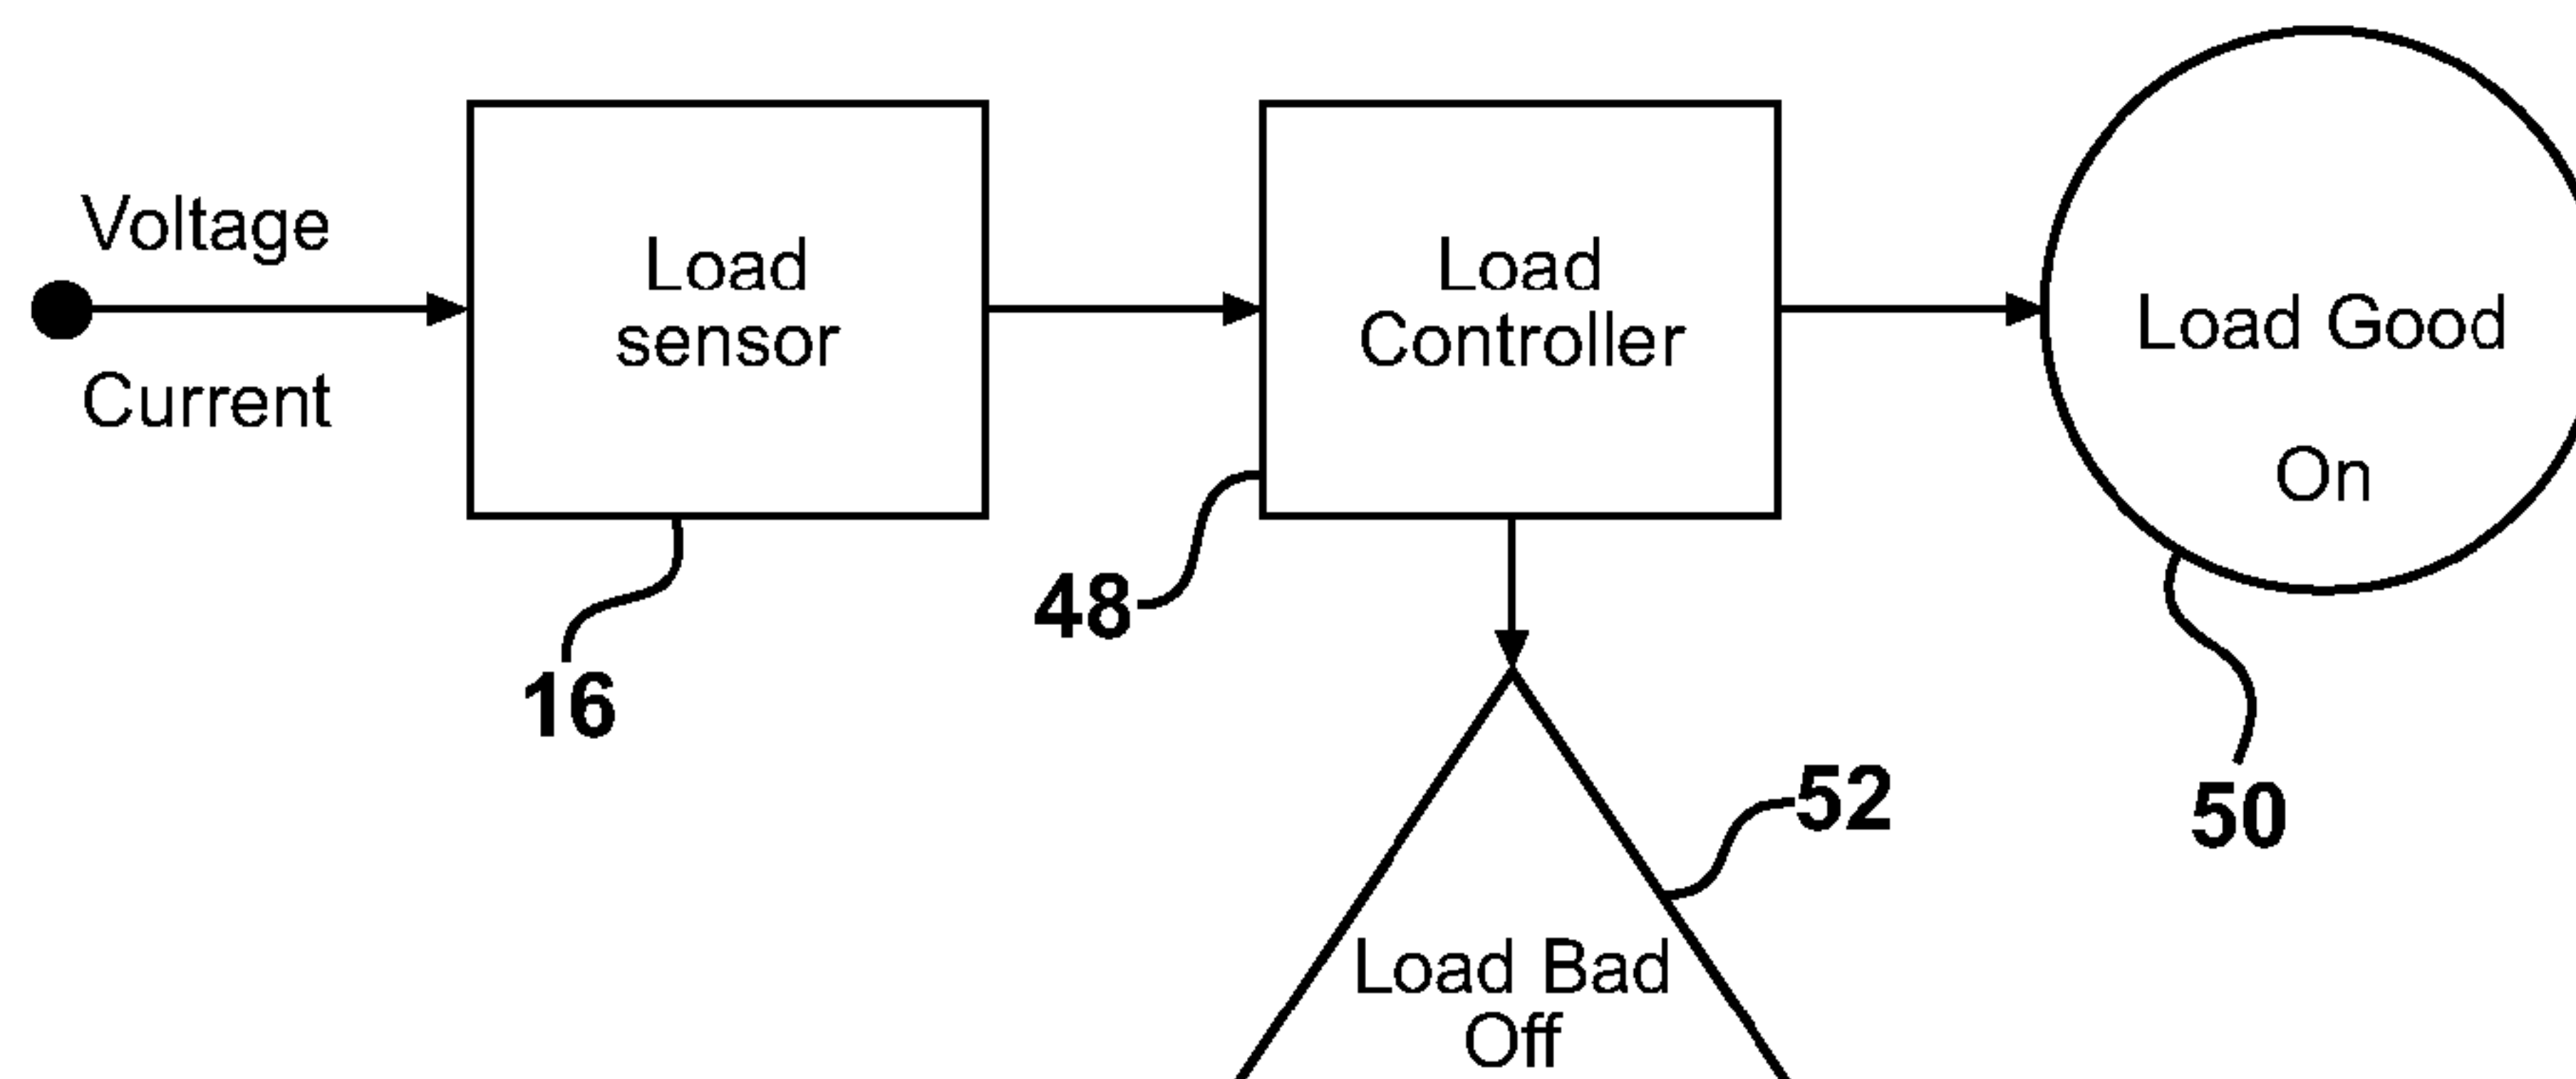 Voltage
Current
Load
sensor
16
Load
Controller
48
Load Good
On
50
Load Bad
Off
52